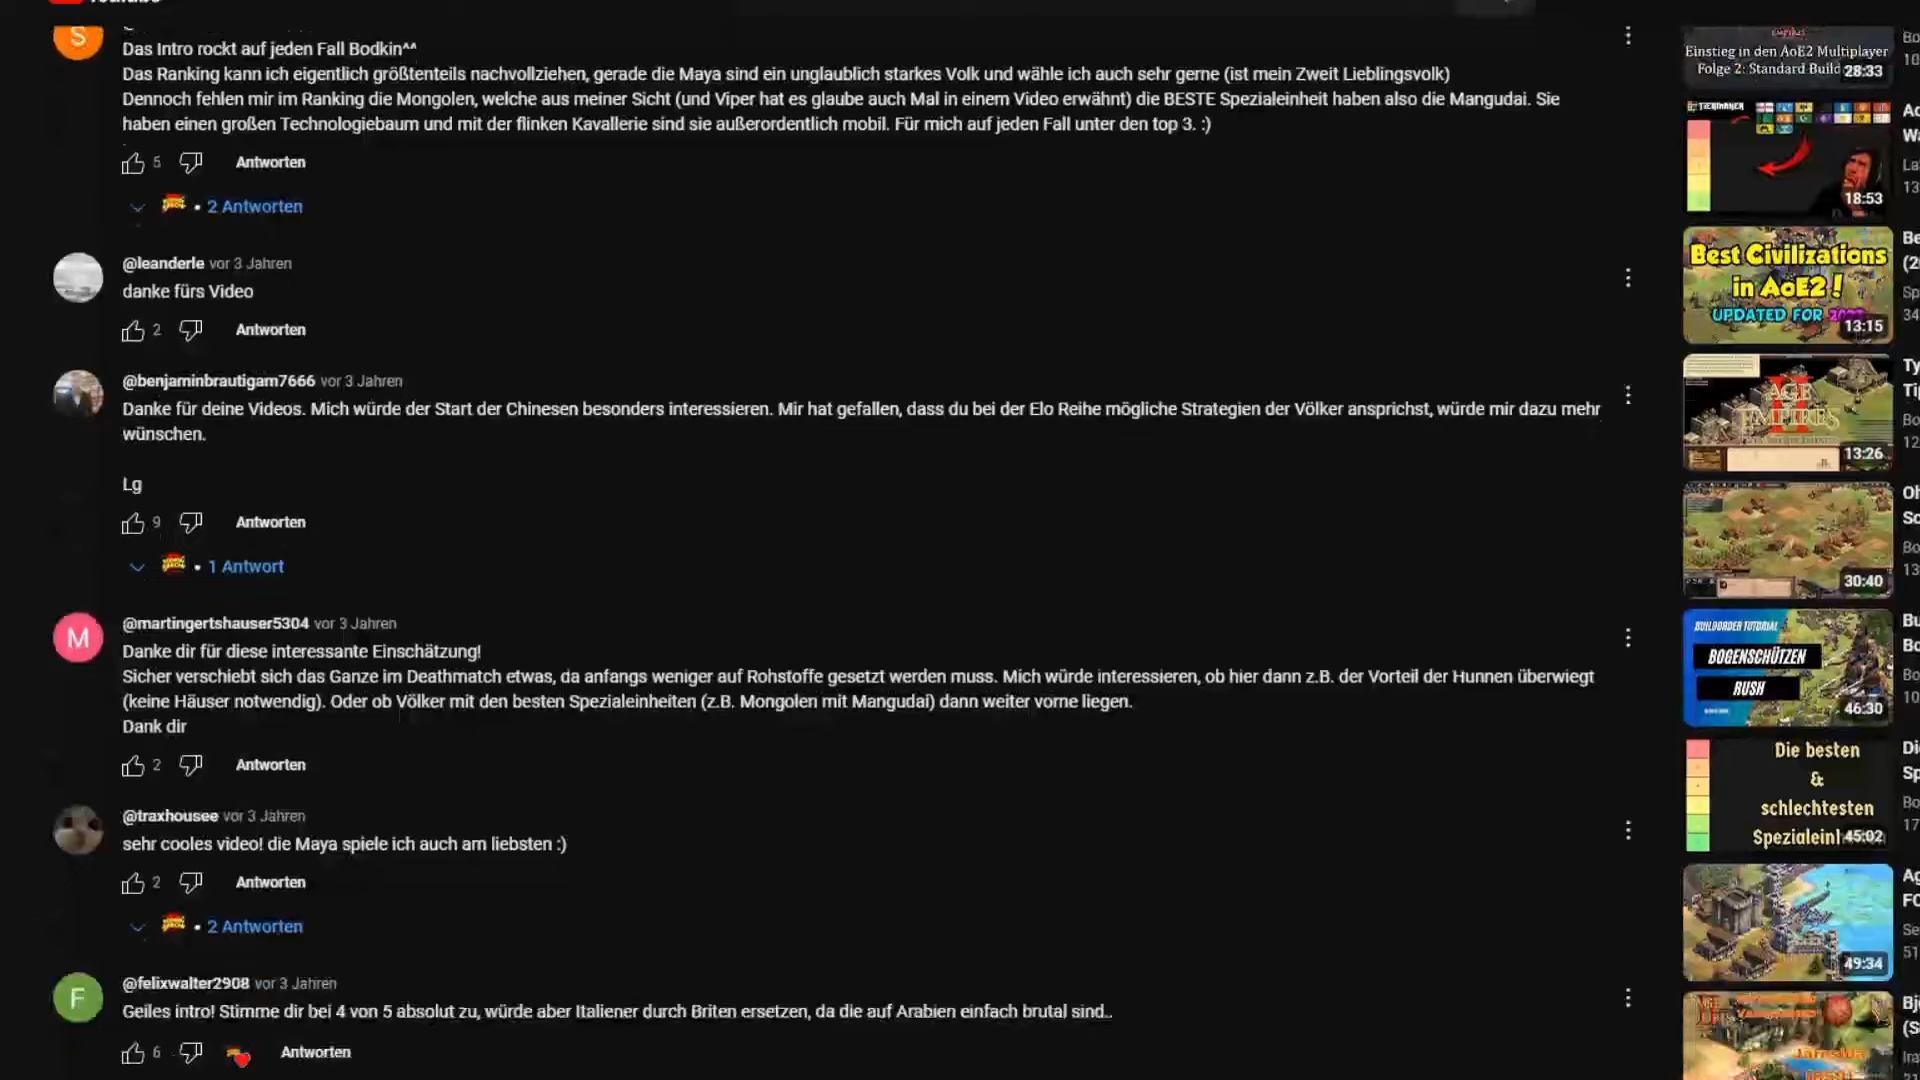 Das Intro rockt auf jeden Fall Bodkin^^
Das Ranking kann ich eigentlich größtenteils nachvollziehen, gerade die Maya sind ein unglaublich starkes Volk und wähle ich auch sehr gerne (ist mein Zweit Lieblingsvolk)
Dennoch fehlen mir im Ranking die Mongolen, welche aus meiner Sicht (und Viper hat es glaube auch Mal in einem Video erwähnt) die BESTE Spezialeinheit haben also die Mangudai. Sie
haben einen großen Technologiebaum und mit der flinken Kavallerie sind sie außerordentlich mobil. Für mich auf jeden Fall unter den top 3. :)
5 Antworten
• 2 Antworten
@leanderle vor 3 Jahren
danke fürs Video
2 Antworten
@benjaminbrautigam7666 vor 3 Jahren
Danke für deine Videos. Mich würde der Start der Chinesen besonders interessieren. Mir hat gefallen, dass du bei der Elo Reihe mögliche Strategien der Völker ansprichst, würde mir dazu mehr
wünschen.
Lg
9 Antworten
• 1 Antwort
M
@martingertshauser5304 vor 3 Jahren
Danke dir für diese interessante Einschätzung!
Sicher verschiebt sich das Ganze im Deathmatch etwas, da anfangs weniger auf Rohstoffe gesetzt werden muss. Mich würde interessieren, ob hier dann z.B. der Vorteil der Hunnen überwiegt
(keine Häuser notwendig). Oder ob Völker mit den besten Spezialeinheiten (z.B. Mongolen mit Mangudai) dann weiter vorne liegen.
Dank dir
2 Antworten
@traxhousee vor 3 Jahren
sehr cooles video! die Maya spiele ich auch am liebsten :)
2 Antworten
• 2 Antworten
F
@felixwalter2908 vor 3 Jahren
Geiles intro! Stimme dir bei 4 von 5 absolut zu, würde aber Italiener durch Briten ersetzen, da die auf Arabien einfach brutal sind..
6 Antworten
S
Einstieg in den AoE2 Multiplayer
Folge 2: Standard Build
28:33
TIERMAKER
18:53
Best Civilizations
in AoE2!
UPDATED FOR
13:15
AGE
EMPIRES
II
13:26
30:40
BUILDORDER TUTORIAL
BOGENSCHÜTZEN
RUSH
46:30
Die besten
&
schlechtesten
Spezialeinl
45:02
49:34